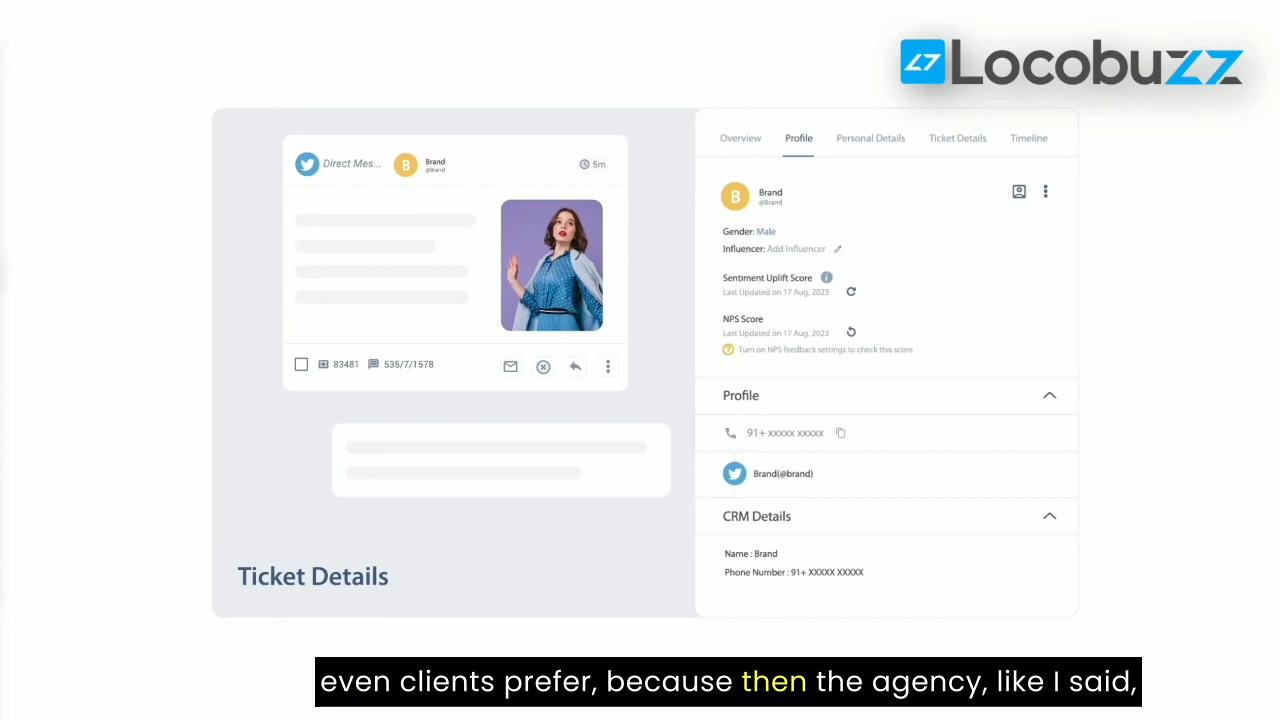 Locobuzz
Direct Mes...
B
Brand
@Brand
5m
83481
535/7/1578
Ticket Details
Overview
Profile
Personal Details
Ticket Details
Timeline
B
Brand
@Brand
Gender: Male
Influencer: Add Influencer
Sentiment Uplift Score
Last Updated on 17 Aug, 2023
NPS Score
Last Updated on 17 Aug, 2023
Turn on NPS feedback settings to check this score
Profile
91+ xxxxx xxxxx
Brand(@brand)
CRM Details
Name : Brand
Phone Number : 91+ XXXXX XXXXX
even clients prefer, because then the agency, like I said,